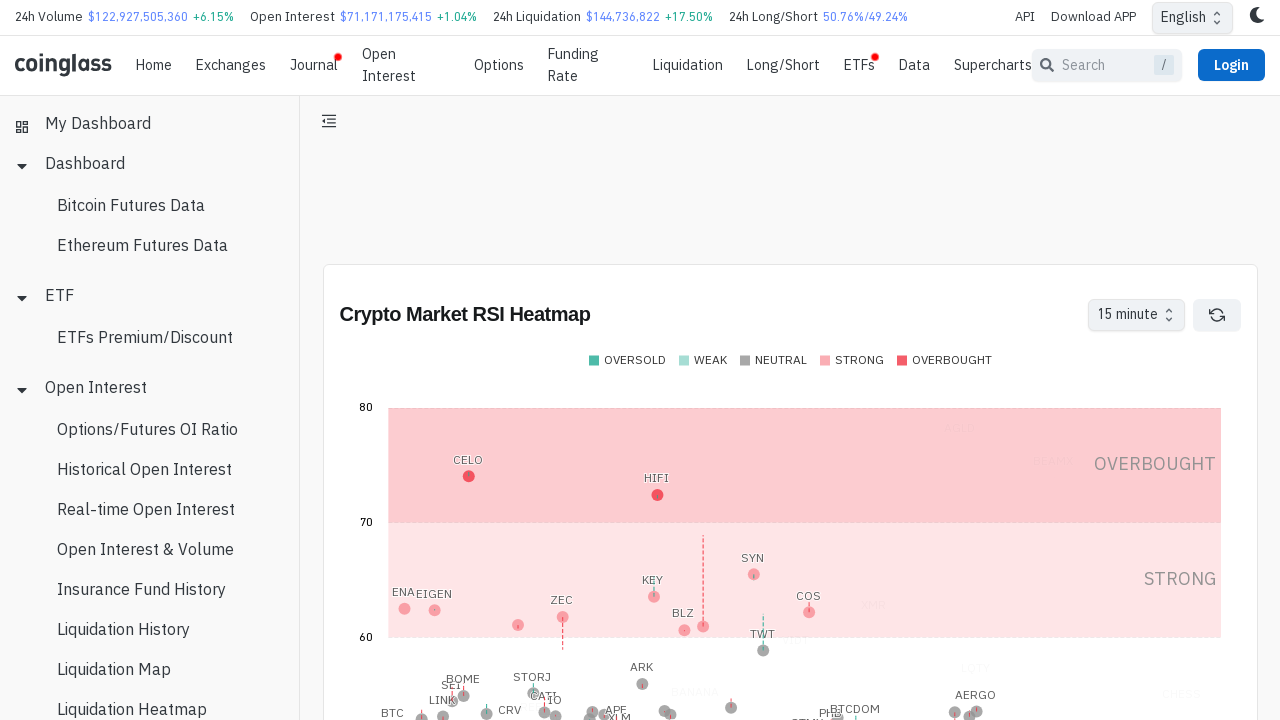 24h Volume $122,927,505,360 +6.15% Open Interest $71,171,175,415 +1.04% 24h Liquidation $144,736,822 +17.50% 24h Long/Short 50.76%/49.24% API Download APP English
coinglass Home Exchanges Journal Open Interest Options Funding Rate Liquidation Long/Short ETFs Data Supercharts Search / Login
My Dashboard
Dashboard
Bitcoin Futures Data
Ethereum Futures Data
ETF
ETFs Premium/Discount
Open Interest
Options/Futures OI Ratio
Historical Open Interest
Real-time Open Interest
Open Interest & Volume
Insurance Fund History
Liquidation History
Liquidation Map
Liquidation Heatmap
Crypto Market RSI Heatmap 15 minute
OVERSOLD WEAK NEUTRAL STRONG OVERBOUGHT
80
CELO
OVERBOUGHT
HIFI
70
SYN
STRONG
KEY
ENA EIGEN
COS
ZEC
BLZ
60
TWT
ARK
STORJ
BOME
SEI
BANANA
AERGO
LINK
CATI
BTC
CRV
APE
XLM
BTCDOM